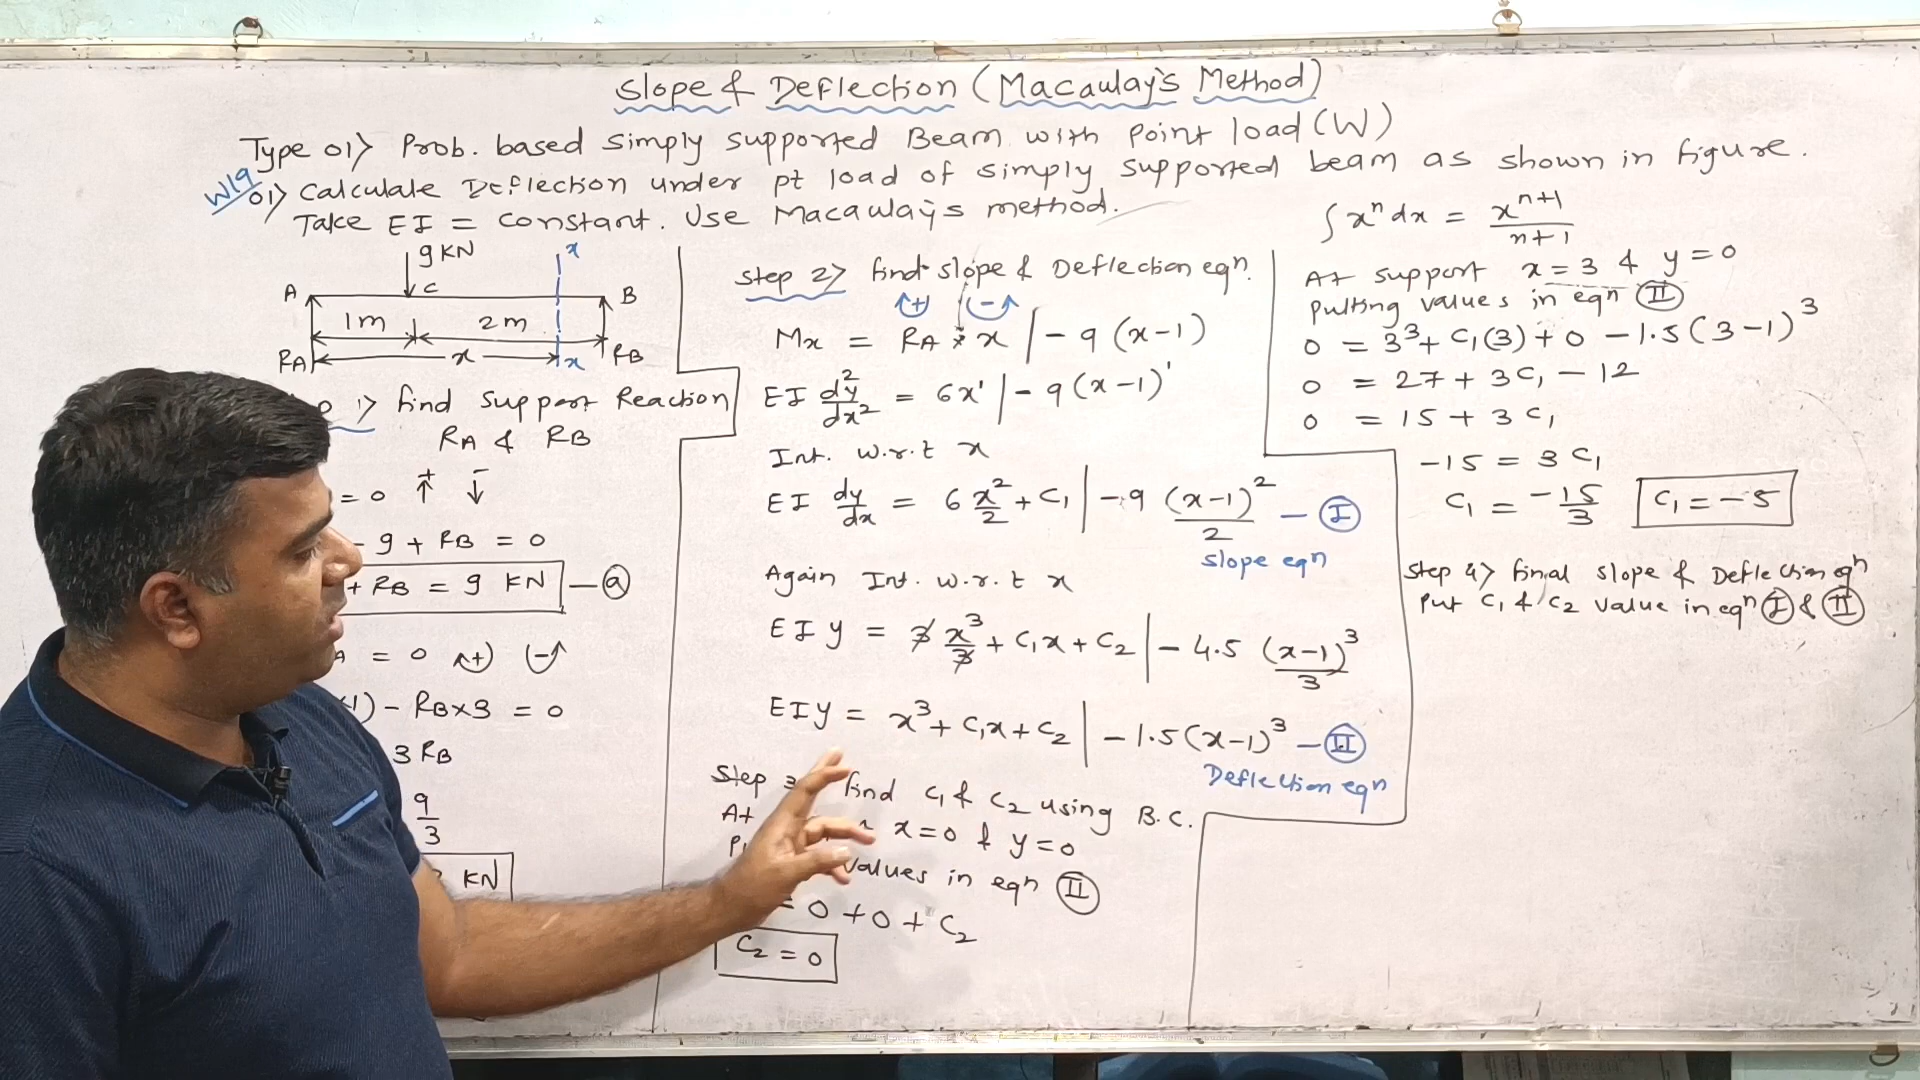 Slope & Deflection (Macaulay's Method)
Type 01> Prob. based simply supported Beam with point load (W)
W19
01> Calculate Deflection under pt load of simply supported beam as shown in figure.
Take EI = constant. Use Macaulay's method.
9 KN
x
A
C
B
1m
2m
RA
x
x
RB
1> find support Reaction
RA & RB
= 0 ↑+ ↓-
- 9 + RB = 0
+ RB = 9 KN — (a)
= 0 (+) (-)
1) - RB×3 = 0
3 RB
9/3
KN
Step 2> find slope & Deflection eqn.
(+) (-)
Mx = RA × x | - 9 (x-1)
EI d²y/dx² = 6x' | - 9 (x-1)'
Int. w.r.t x
EI dy/dx = 6 x²/2 + C₁ | - 9 (x-1)²/2 — (I)
slope eqn
Again Int. w.r.t x
EI y = 3 x³/3 + C₁x + C₂ | - 4.5 (x-1)³/3
EIy = x³ + C₁x + C₂ | - 1.5 (x-1)³ — (II)
Deflection eqn
Step 3 find C₁ & C₂ using B.C.
At x=0 & y=0
values in eqn (II)
= 0 + 0 + C₂
C₂ = 0
∫xⁿdx = xⁿ⁺¹/n+1
At support x=3 & y=0
putting values in eqn (II)
0 = 3³ + C₁(3) + 0 - 1.5 (3-1)³
0 = 27 + 3C₁ - 12
0 = 15 + 3C₁
-15 = 3C₁
C₁ = -15/3 C₁ = -5
Step 4> final slope & Deflection eqn
Put C₁ & C₂ value in eqn (I) & (II)